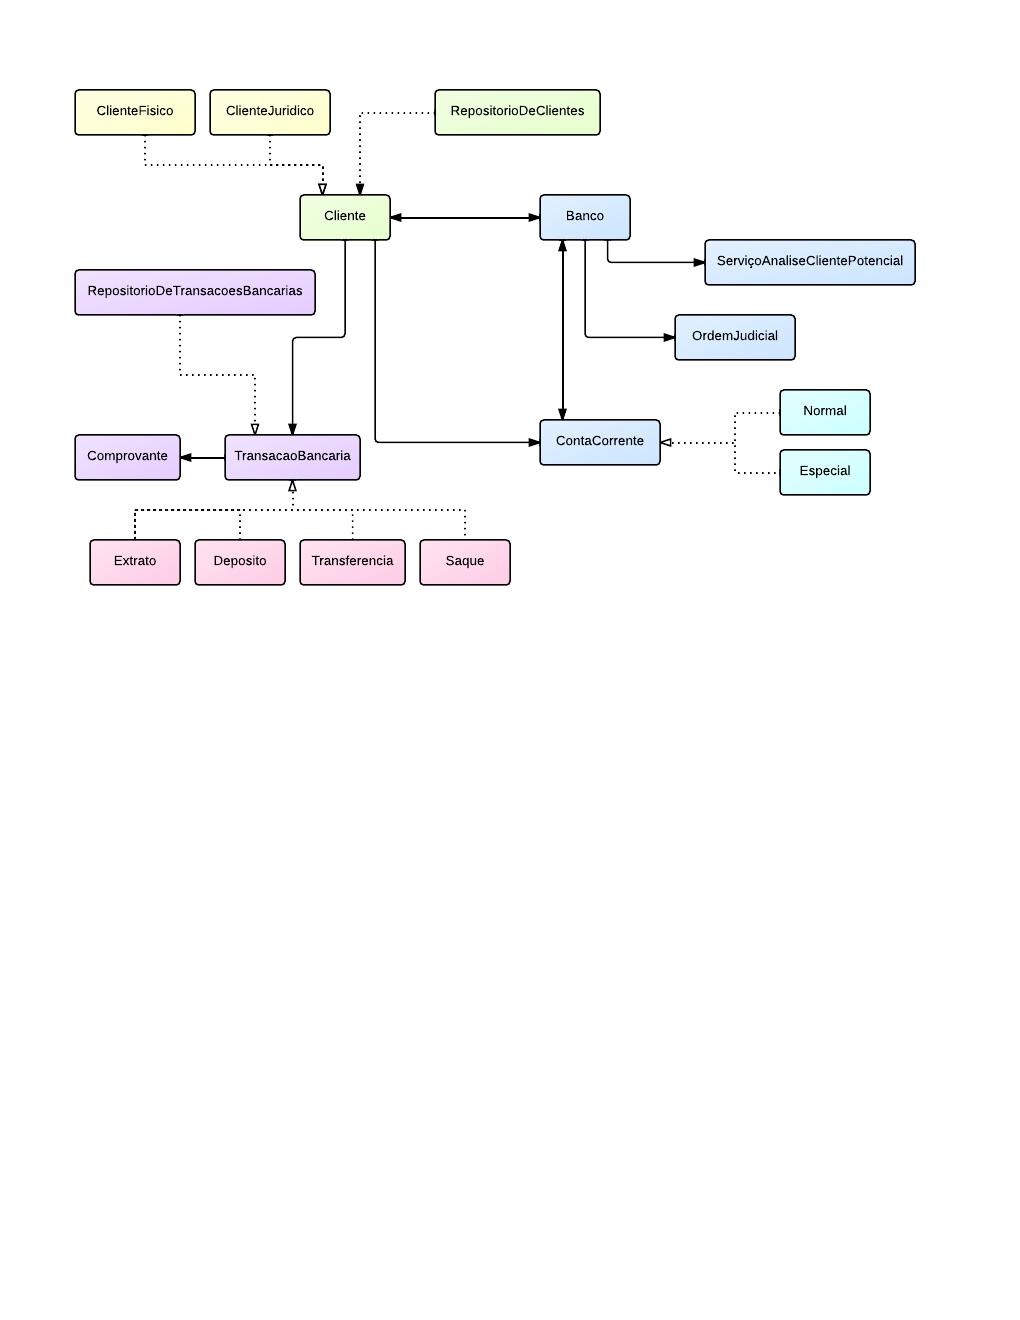 ClienteFisico
ClienteJuridico
RepositorioDeClientes
Cliente
Banco
ServiçoAnaliseClientePotencial
RepositorioDeTransacoesBancarias
OrdemJudicial
Normal
ContaCorrente
Comprovante
TransacaoBancaria
Especial
Extrato
Deposito
Transferencia
Saque